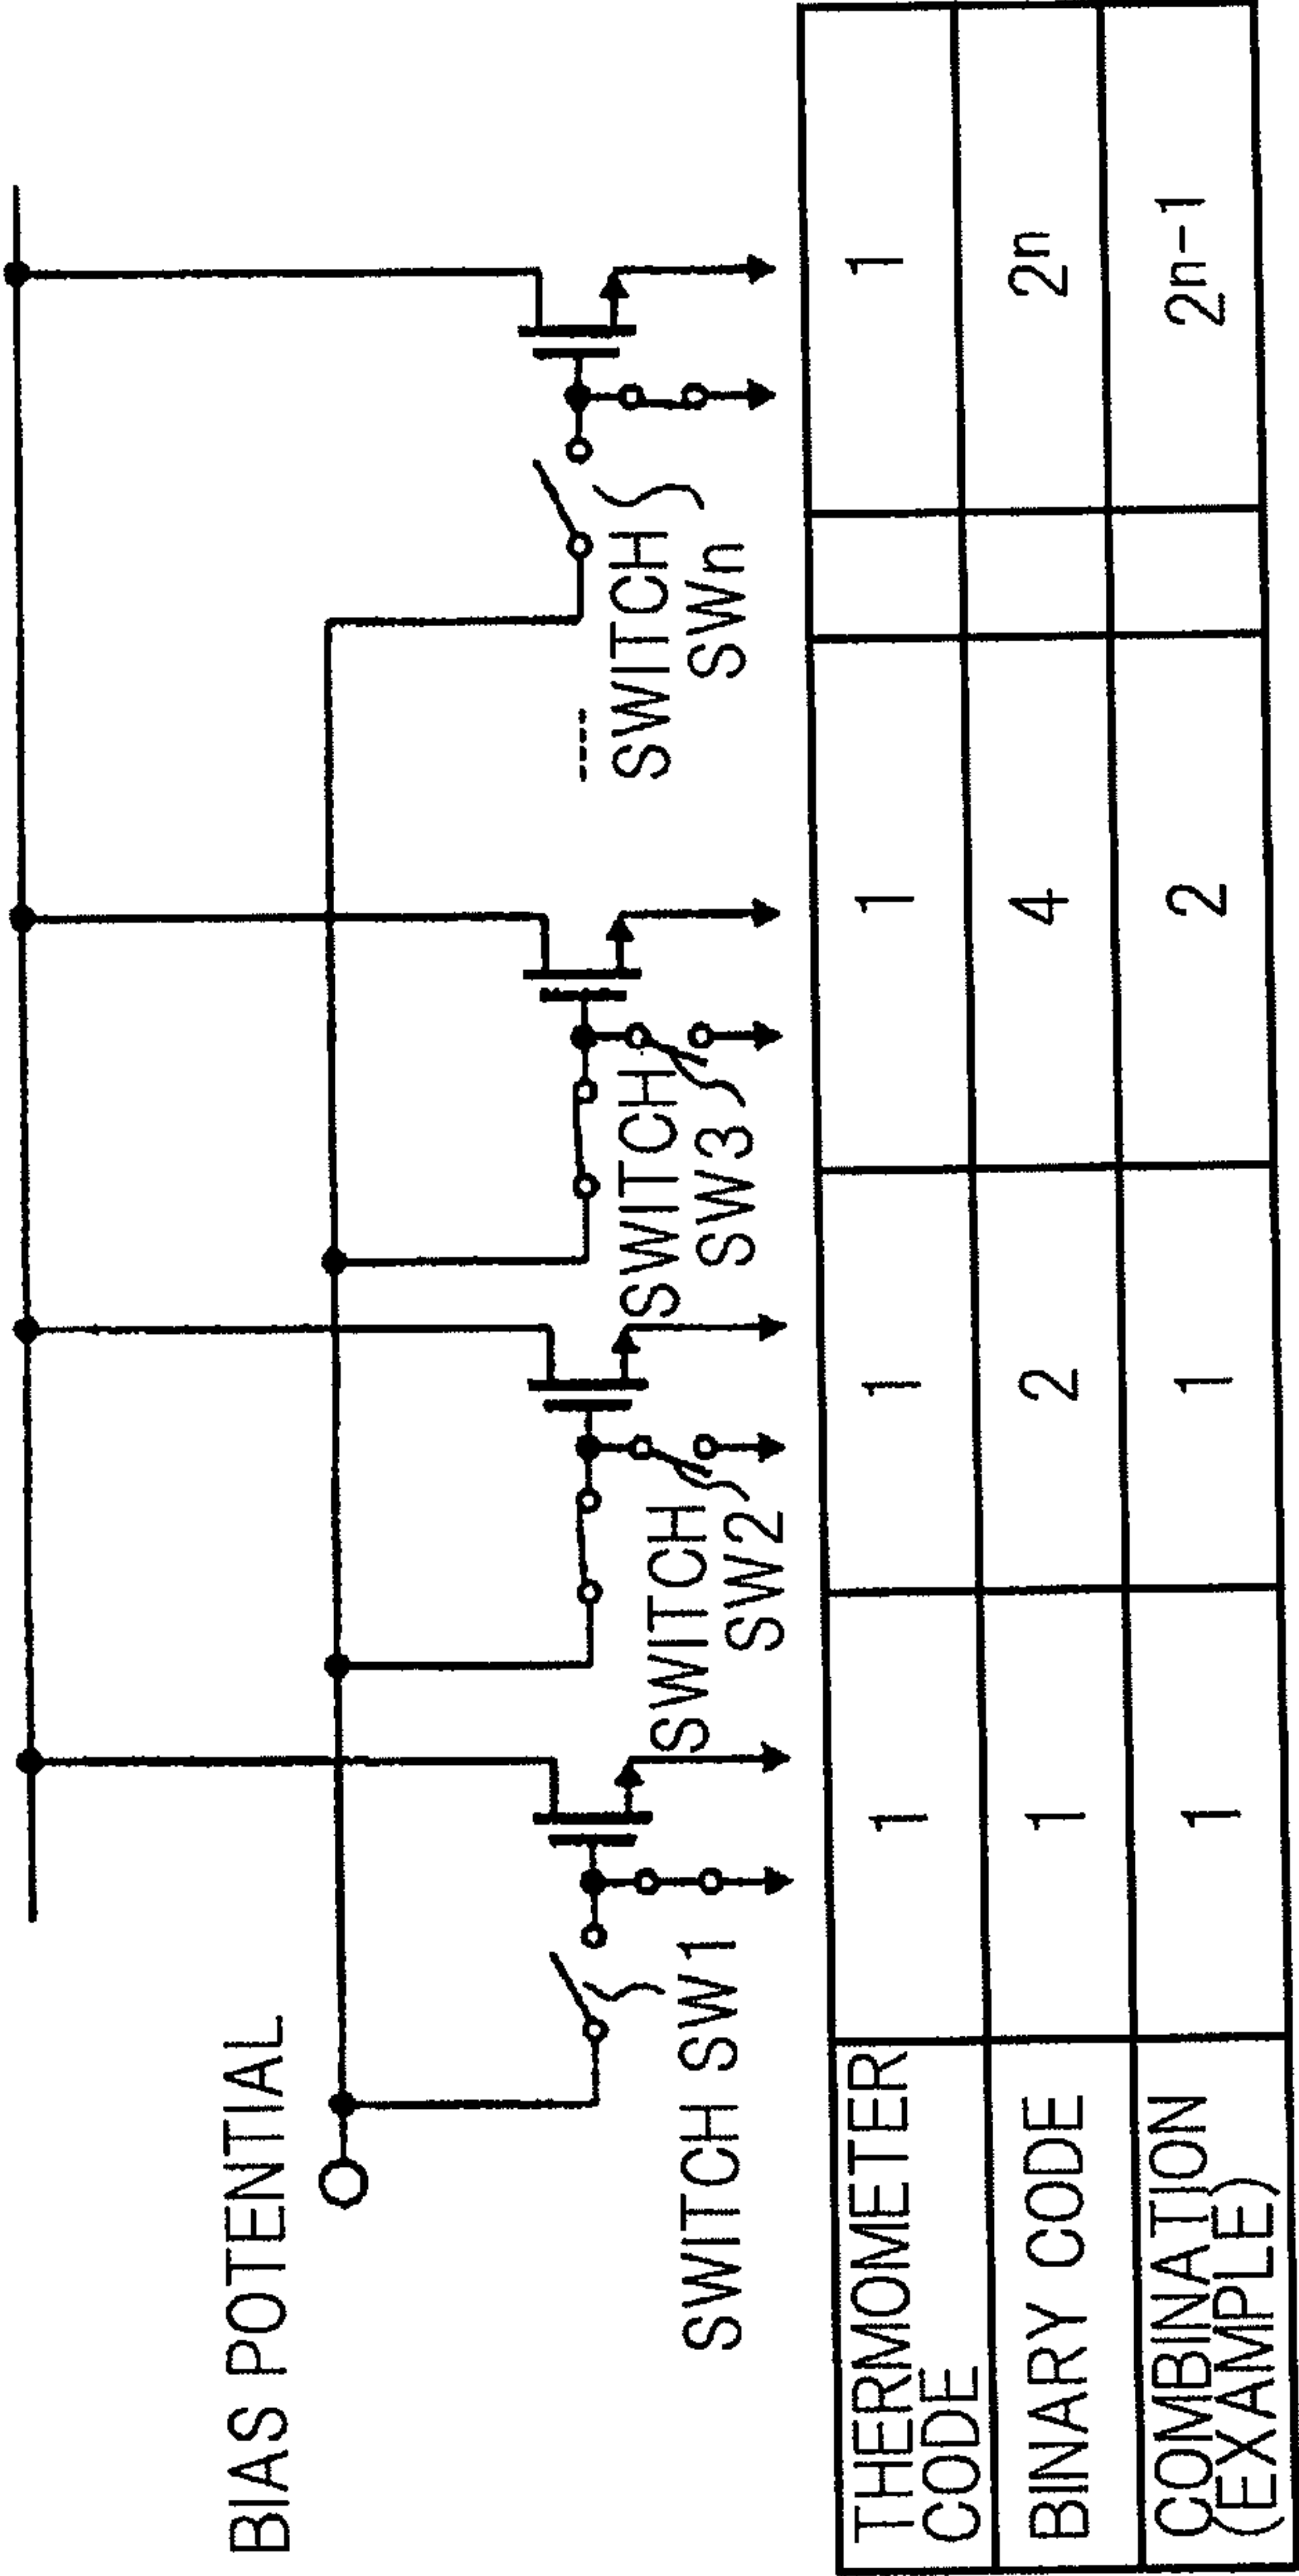 BIAS POTENTIAL
SWITCH SW1
SWITCH
SW2
SWITCH
SW3
----
SWITCH
SWn
THERMOMETER
CODE
1 1 1 1
BINARY CODE
1 2 4 2n
COMBINATION
(EXAMPLE)
1 1 2 2n-1